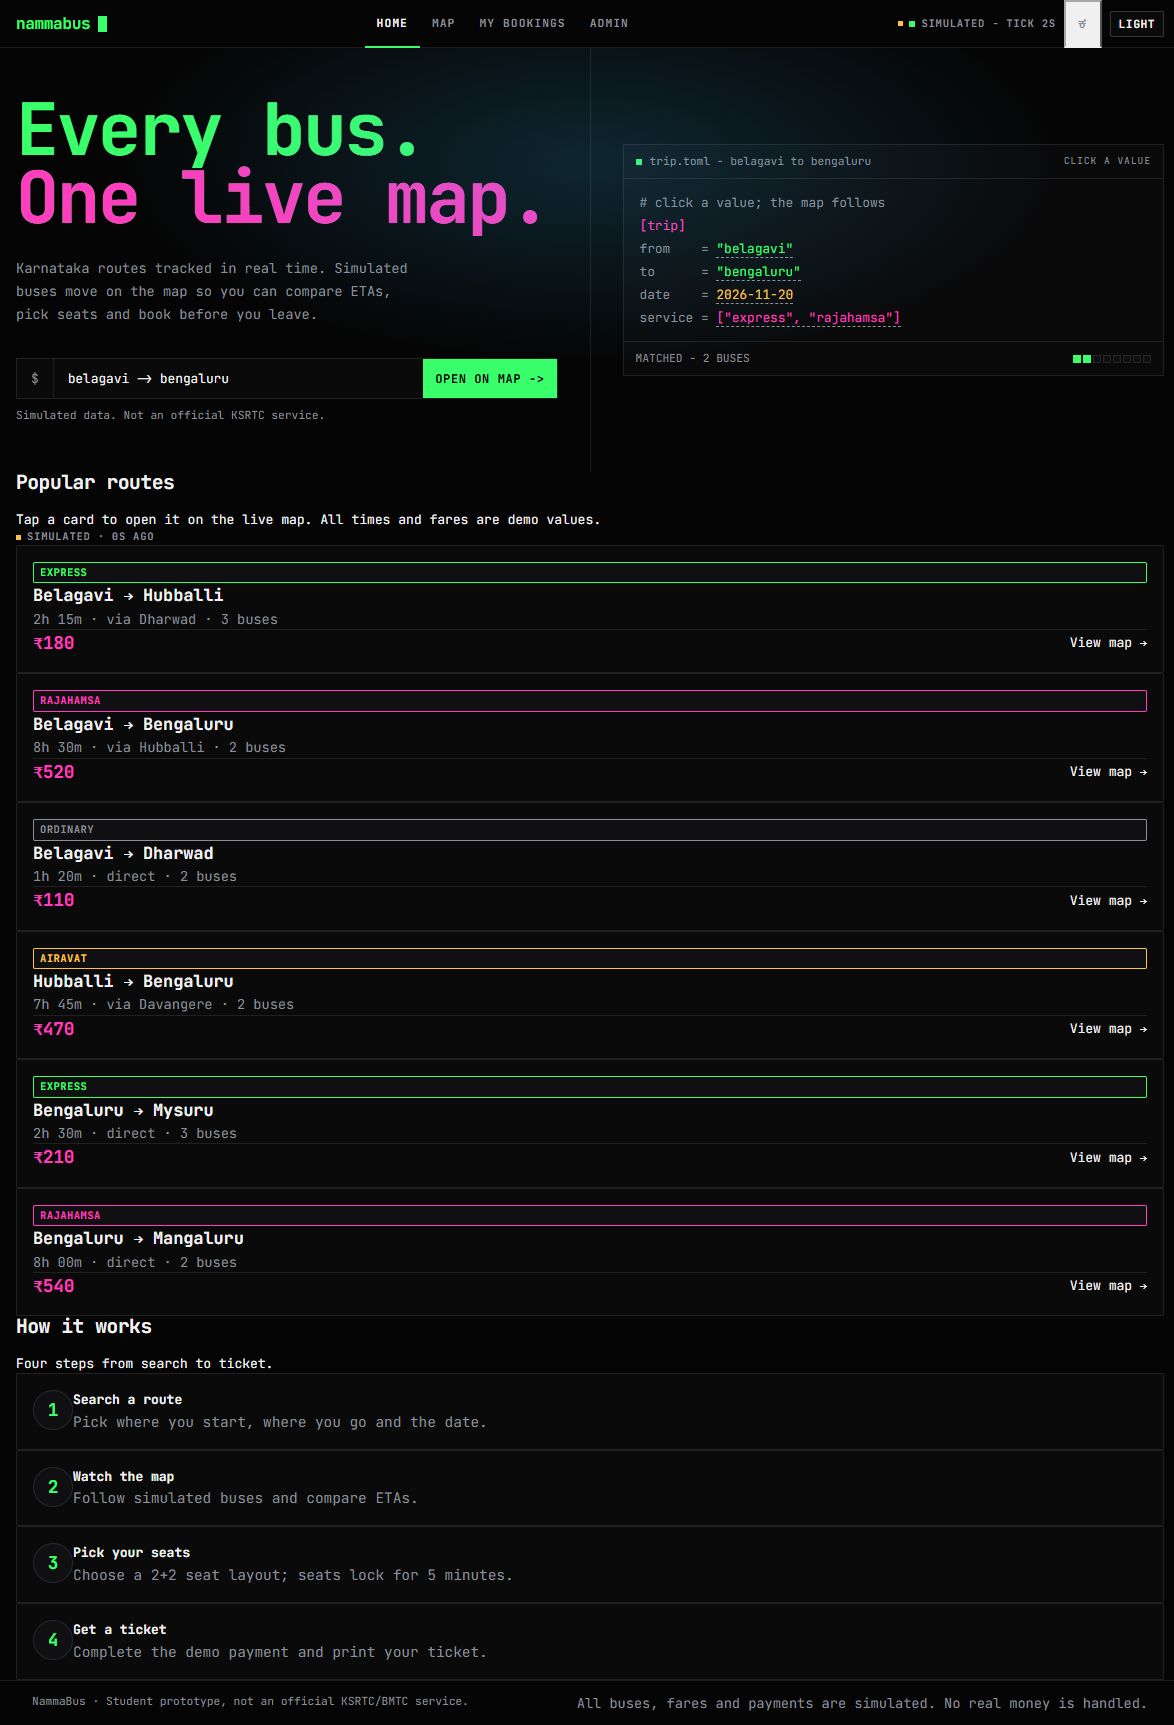 nammabus
HOME MAP MY BOOKINGS ADMIN
SIMULATED - TICK 2S
ಕ
LIGHT
Every bus.
One live map.
Karnataka routes tracked in real time. Simulated
buses move on the map so you can compare ETAs,
pick seats and book before you leave.
$ belagavi → bengaluru
OPEN ON MAP ->
Simulated data. Not an official KSRTC service.
trip.toml - belagavi to bengaluru
CLICK A VALUE
# click a value; the map follows
[trip]
from = "belagavi"
to = "bengaluru"
date = 2026-11-20
service = ["express", "rajahamsa"]
MATCHED - 2 BUSES
Popular routes
Tap a card to open it on the live map. All times and fares are demo values.
SIMULATED · 0S AGO
EXPRESS
Belagavi → Hubballi
2h 15m · via Dharwad · 3 buses
₹180 View map →
RAJAHAMSA
Belagavi → Bengaluru
8h 30m · via Hubballi · 2 buses
₹520 View map →
ORDINARY
Belagavi → Dharwad
1h 20m · direct · 2 buses
₹110 View map →
AIRAVAT
Hubballi → Bengaluru
7h 45m · via Davangere · 2 buses
₹470 View map →
EXPRESS
Bengaluru → Mysuru
2h 30m · direct · 3 buses
₹210 View map →
RAJAHAMSA
Bengaluru → Mangaluru
8h 00m · direct · 2 buses
₹540 View map →
How it works
Four steps from search to ticket.
1 Search a route
Pick where you start, where you go and the date.
2 Watch the map
Follow simulated buses and compare ETAs.
3 Pick your seats
Choose a 2+2 seat layout; seats lock for 5 minutes.
4 Get a ticket
Complete the demo payment and print your ticket.
NammaBus · Student prototype, not an official KSRTC/BMTC service.
All buses, fares and payments are simulated. No real money is handled.